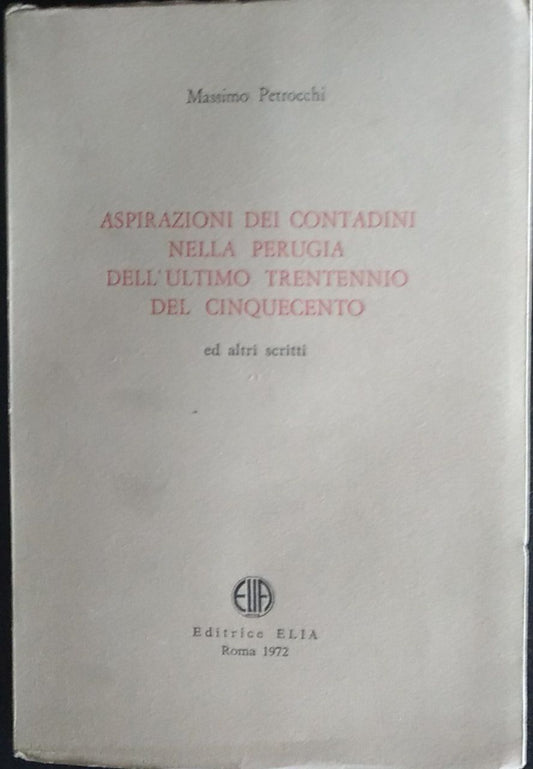 Massimo Petrocchi
ASPIRAZIONI DEI CONTADINI
NELLA PERUGIA
DELL'ULTIMO TRENTENNIO
DEL CINQUECENTO
ed altri scritti
ELIA
Editrice ELIA
Roma 1972